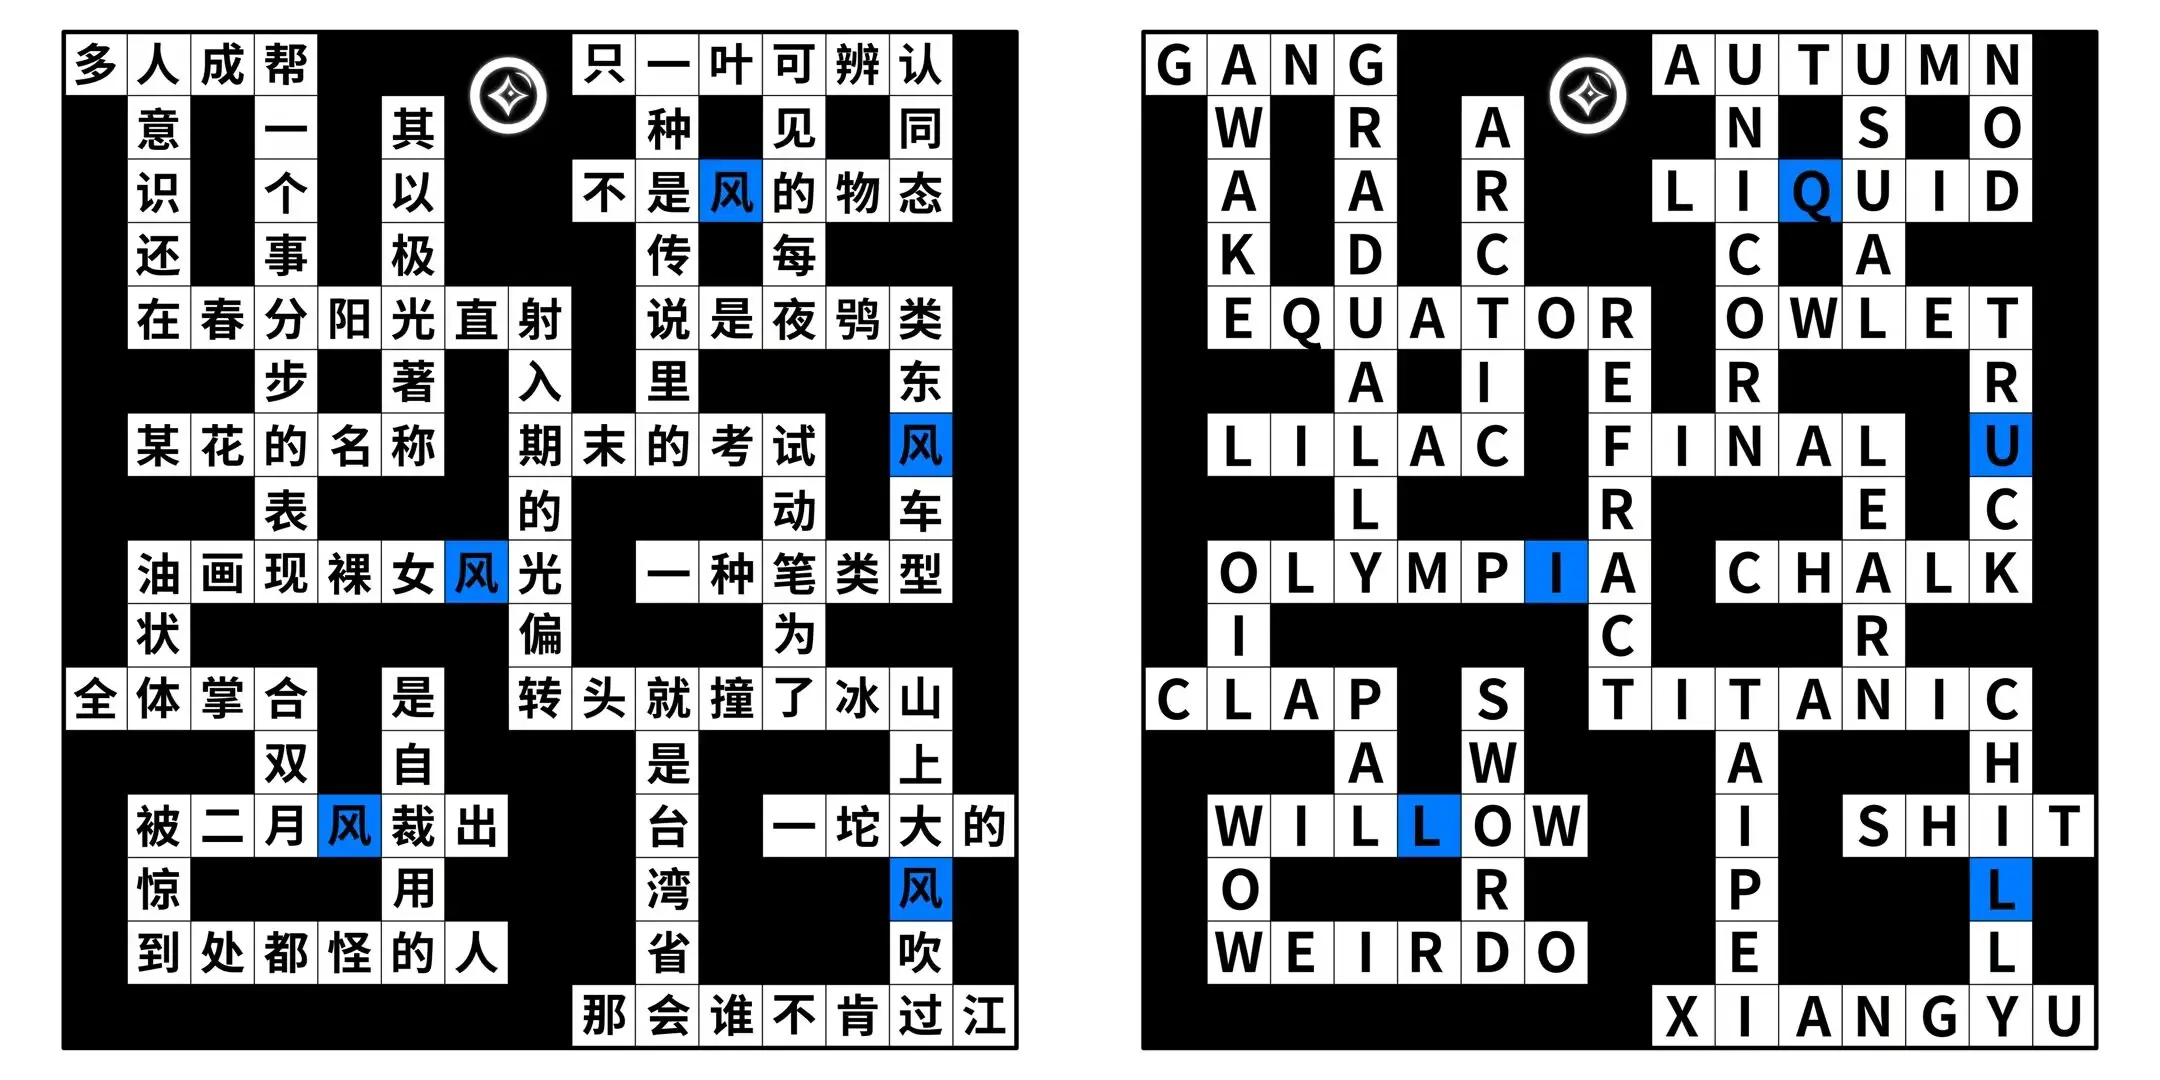 多人成帮 只一叶可辨认
意 一 其 种 见 同
识 个 以 不是风的物态
还 事 极 传 每
在春分阳光直射 说是夜鸮类
步 著 入 里 东
某花的名称 期末的考试 风
表 的 动 车
油画现裸女风光 一种笔类型
状 偏 为
全体掌合 是 转头就撞了冰山
双 自 是 上
被二月风裁出 台 一坨大的
惊 用 湾 风
到处都怪的人 省 吹
那会谁不肯过江
GANG AUTUMN
W R A N S O
A A R LIQUID
K D C C A
EQUATOR OWLET
A I E R R
LILAC FINAL U
L R E C
OLYMPIA CHALK
I C R
CLAP S TITANIC
A W A H
WILLOW I SHIT
O R P L
WEIRDO E L
XIANGYU